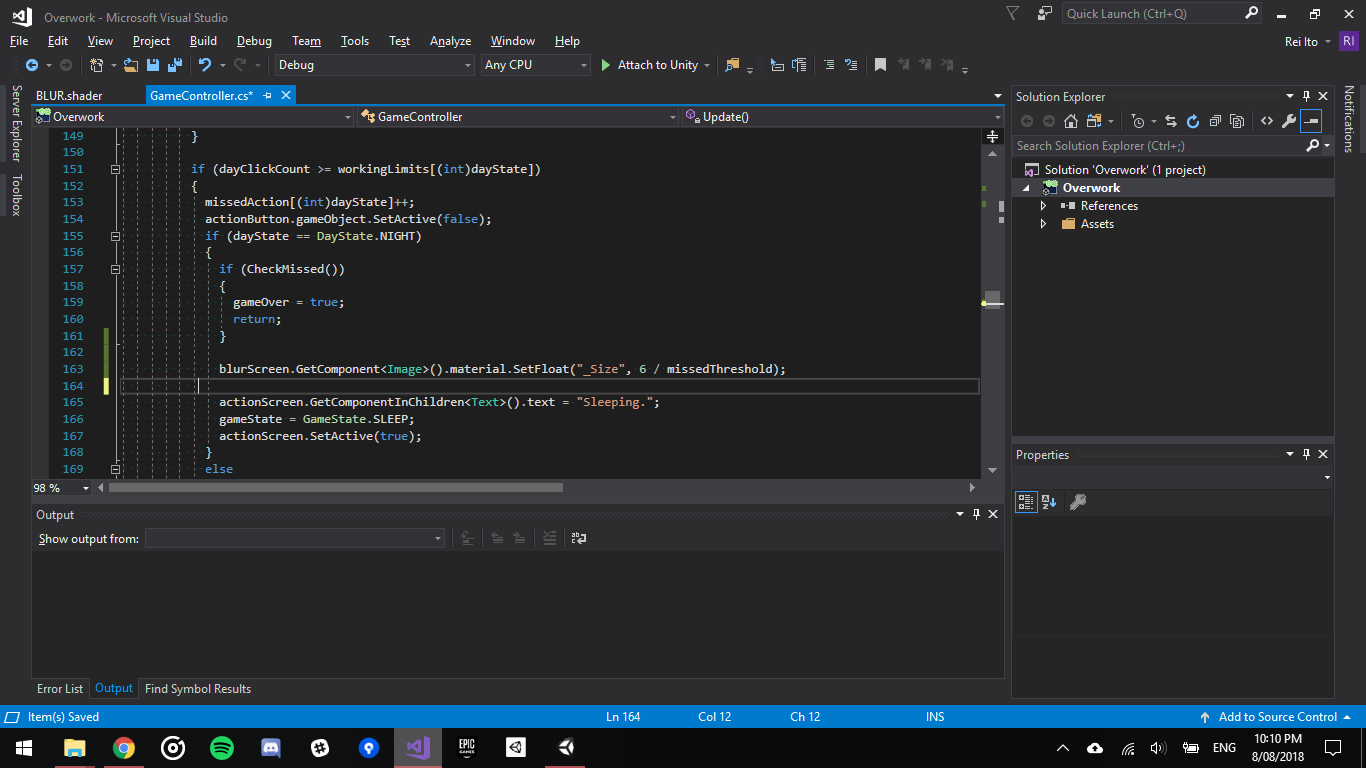 Overwork - Microsoft Visual Studio
Quick Launch (Ctrl+Q)
File Edit View Project Build Debug Team Tools Test Analyze Window Help
Rei Ito RI
Debug Any CPU Attach to Unity
Server Explorer
Toolbox
BLUR.shader GameController.cs*
Overwork GameController Update()
149 }
150
151 if (dayClickCount >= workingLimits[(int)dayState])
152 {
153 missedAction[(int)dayState]++;
154 actionButton.gameObject.SetActive(false);
155 if (dayState == DayState.NIGHT)
156 {
157 if (CheckMissed())
158 {
159 gameOver = true;
160 return;
161 }
162
163 blurScreen.GetComponent<Image>().material.SetFloat("_Size", 6 / missedThreshold);
164
165 actionScreen.GetComponentInChildren<Text>().text = "Sleeping.";
166 gameState = GameState.SLEEP;
167 actionScreen.SetActive(true);
168 }
169 else
98 %
Output
Show output from:
Error List Output Find Symbol Results
Solution Explorer
Search Solution Explorer (Ctrl+;)
Solution 'Overwork' (1 project)
Overwork
References
Assets
Properties
Notifications
Item(s) Saved Ln 164 Col 12 Ch 12 INS Add to Source Control
EPIC GAMES
ENG
10:10 PM
8/08/2018